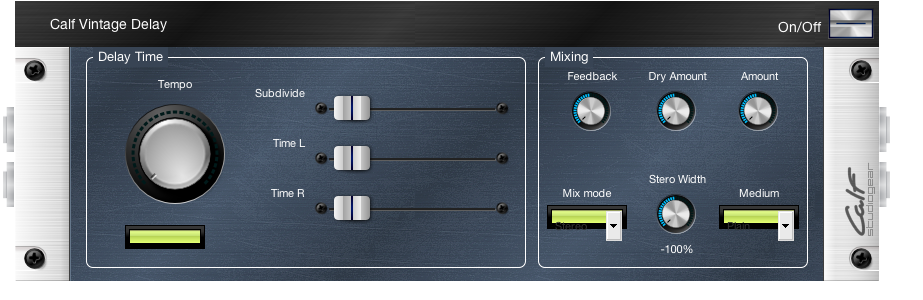 Calf Vintage Delay
On/Off
Delay Time
Tempo
Subdivide
Time L
Time R
Mixing
Feedback
Dry Amount
Amount
Mix mode
Stereo
Stero Width
-100%
Medium
Plain
Calf
studiogear